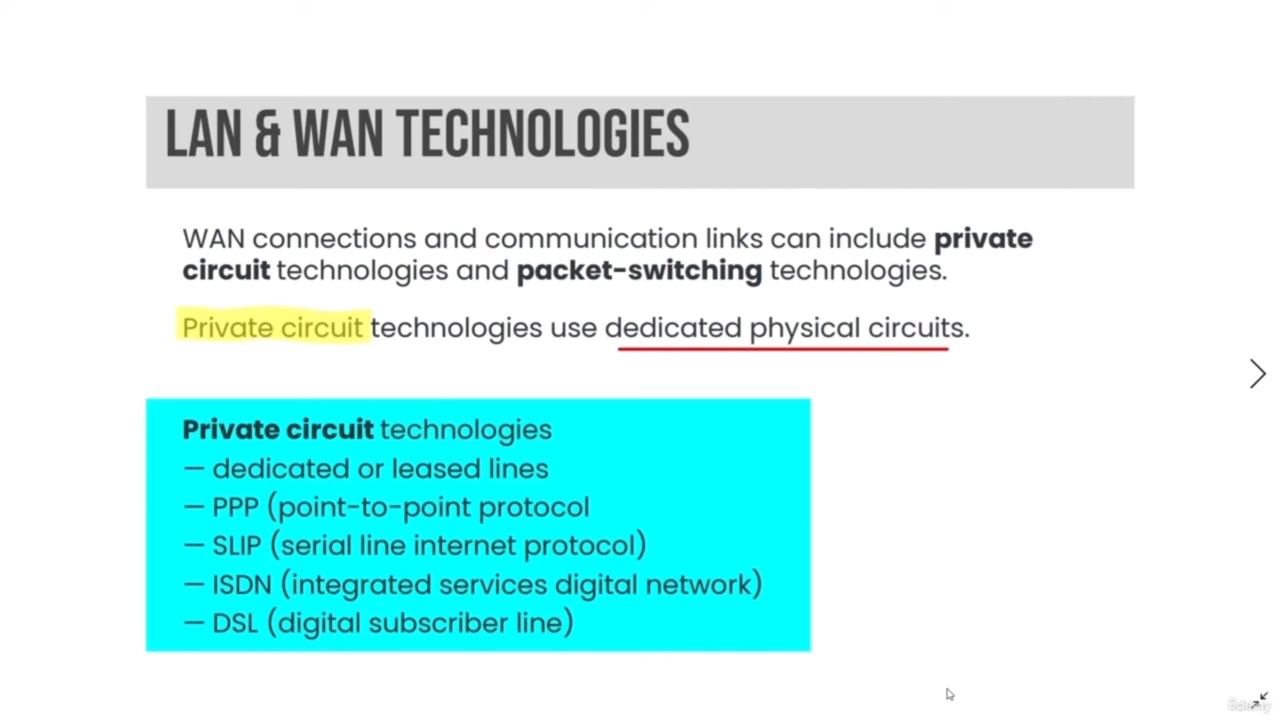 LAN & WAN TECHNOLOGIES
WAN connections and communication links can include private
circuit technologies and packet-switching technologies.
Private circuit technologies use dedicated physical circuits.
Private circuit technologies
— dedicated or leased lines
— PPP (point-to-point protocol
— SLIP (serial line internet protocol)
— ISDN (integrated services digital network)
— DSL (digital subscriber line)
Udemy